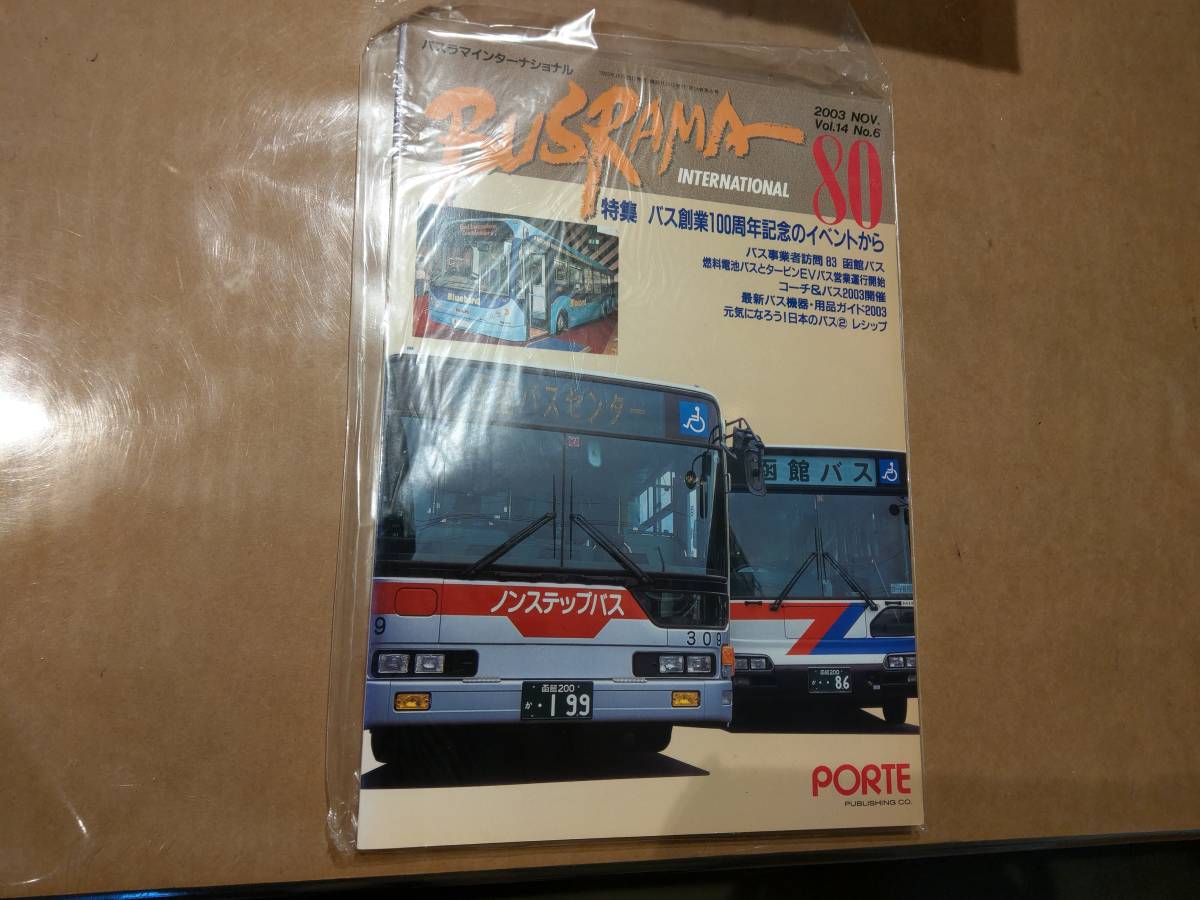 バスラマインターナショナル
BUSRAMA
INTERNATIONAL
2003 NOV.
Vol.14 No.6
80
特集 バス創業100周年記念のイベントから
バス事業者訪問 83 函館バス
燃料電池バスとタービンEVバス営業運行開始
コーチ&バス2003開催
最新バス機器・用品ガイド2003
元気になろう!日本のバス② レシップ
Bluebird
バスセンター
函館バス
ノンステップバス
9
309
函館200
か・199
86
PORTE
PUBLISHING CO.